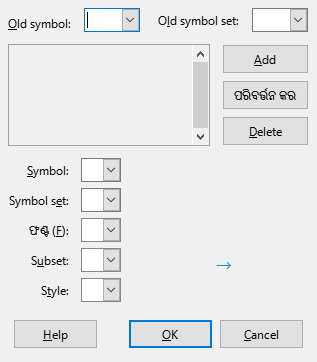 Old symbol: Old symbol set:
Add
ପରିବର୍ତ୍ତନ କର
Delete
Symbol:
Symbol set:
ଫଣ୍ଟ (F):
Subset:
→
Style:
Help OK Cancel